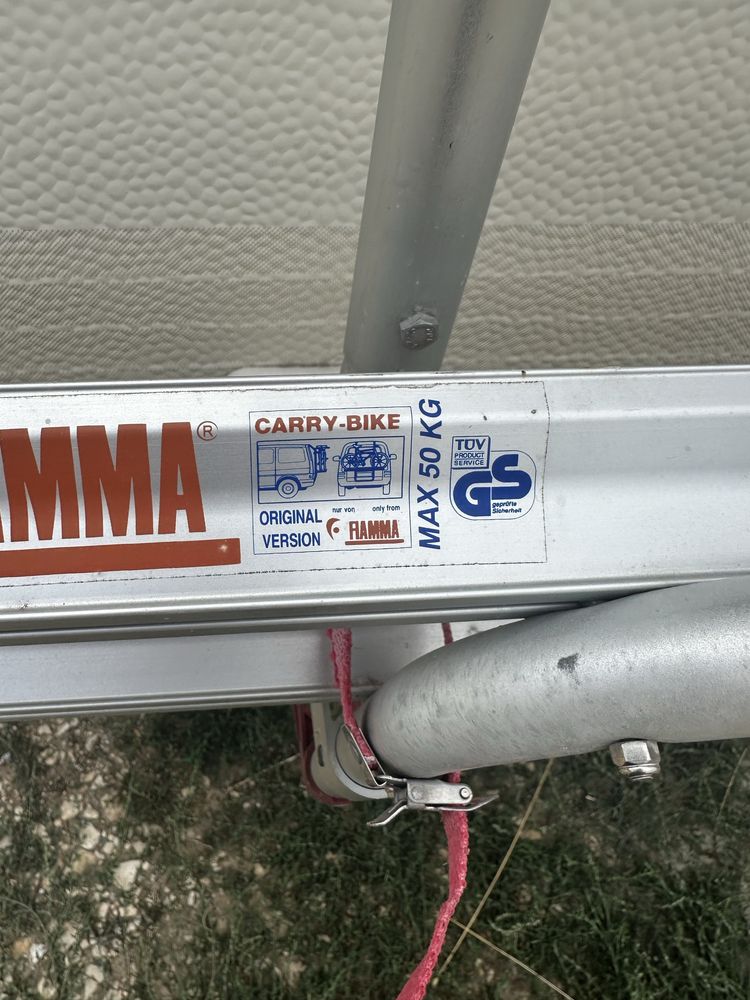 AMMA®
CARRY-BIKE
ORIGINAL
VERSION
nur von
only from
FIAMMA
MAX 50 KG
TÜV
PRODUCT
SERVICE
GS
geprüfte
Sicherheit